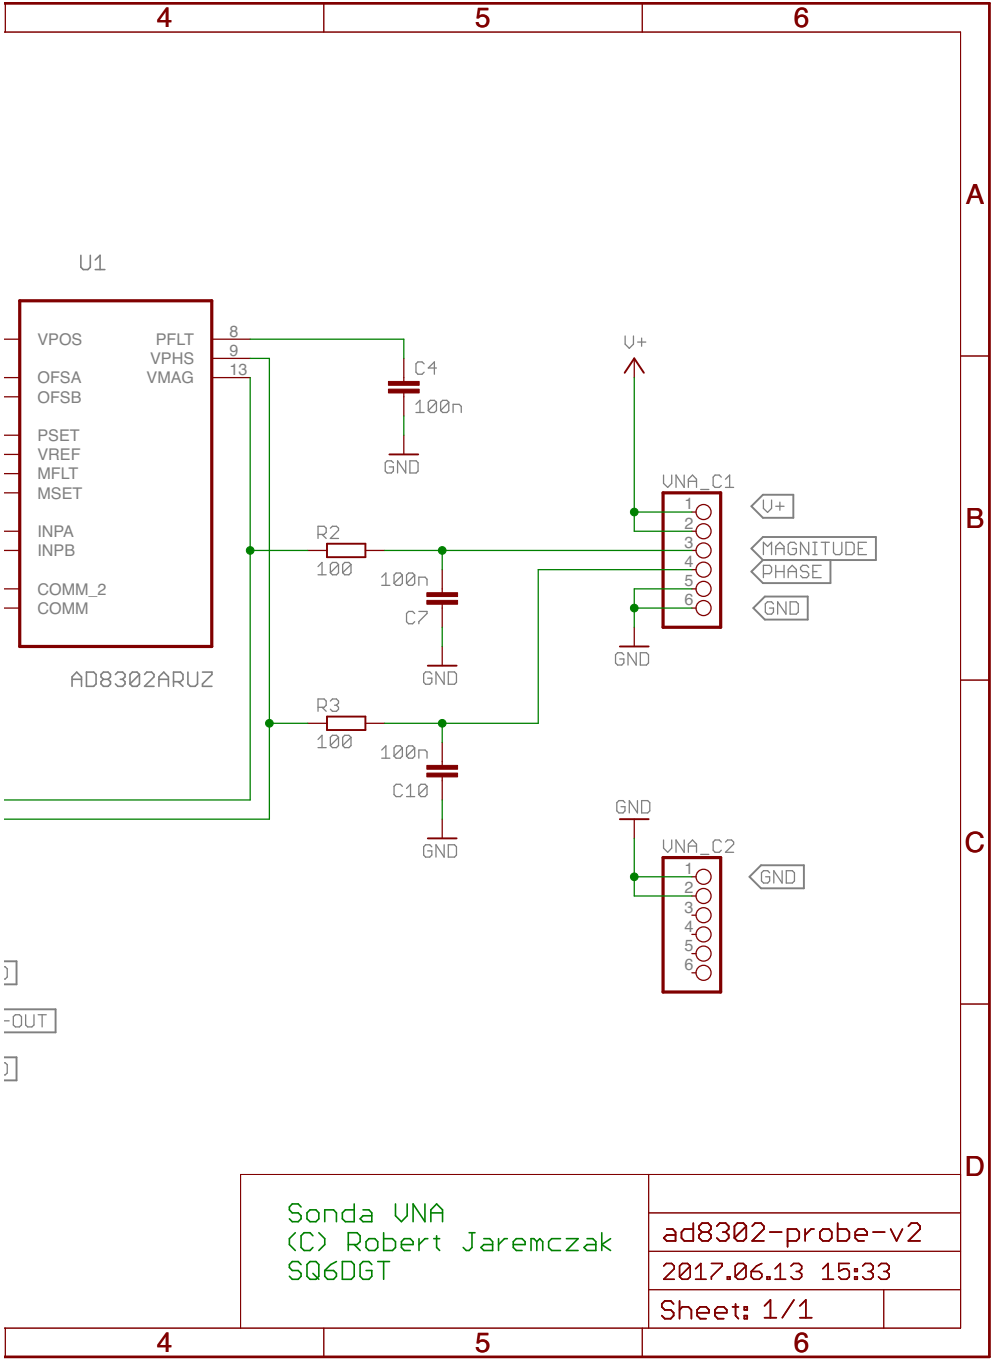 4 5 6
A
U1
8
VPOS PFLT
9
VPHS
13
OFSA VMAG
OFSB
C4
100n
GND
V+
PSET
VREF
MFLT
MSET
INPA
INPB
COMM_2
COMM
AD8302ARUZ
VNA_C1
1 V+
2
3 MAGNITUDE
4 PHASE
5
6 GND
GND
B
R2
100
100n
C7
GND
R3
100
100n
C10
GND
GND
VNA_C2
1 GND
2
3
4
5
6
C
-OUT
D
Sonda VNA
(C) Robert Jaremczak
SQ6DGT
ad8302-probe-v2
2017.06.13 15:33
Sheet: 1/1
4 5 6